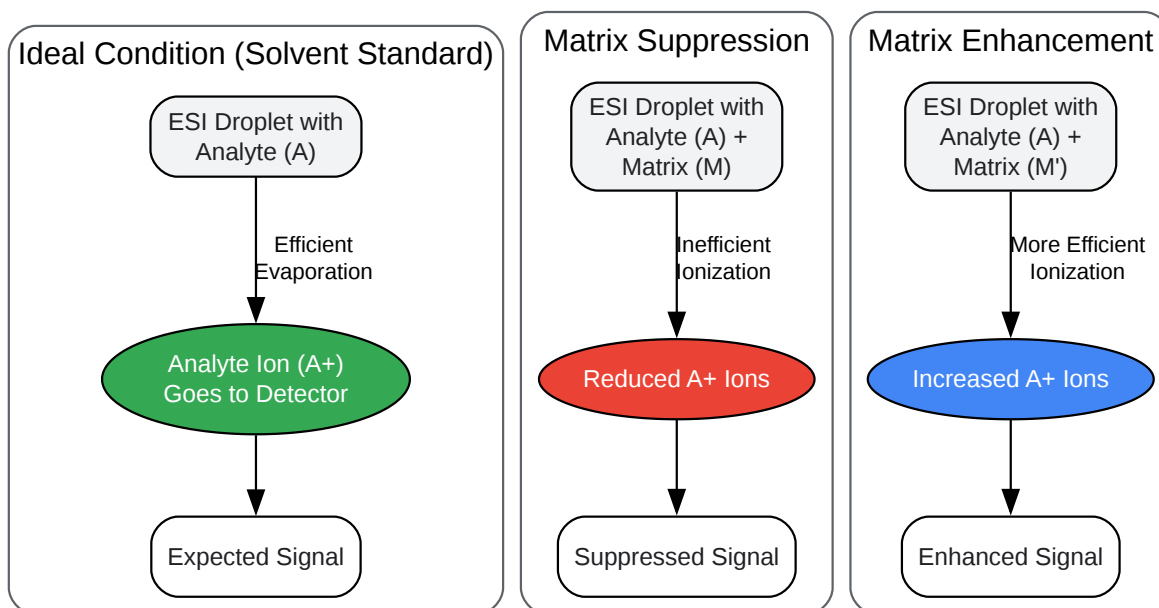 Ideal Condition (Solvent Standard)
ESI Droplet with
Analyte (A)
Efficient
Evaporation
Analyte Ion (A+)
Goes to Detector
Expected Signal
Matrix Suppression
ESI Droplet with
Analyte (A) +
Matrix (M)
Inefficient
Ionization
Reduced A+ Ions
Suppressed Signal
Matrix Enhancement
ESI Droplet with
Analyte (A) +
Matrix (M')
More Efficient
Ionization
Increased A+ Ions
Enhanced Signal